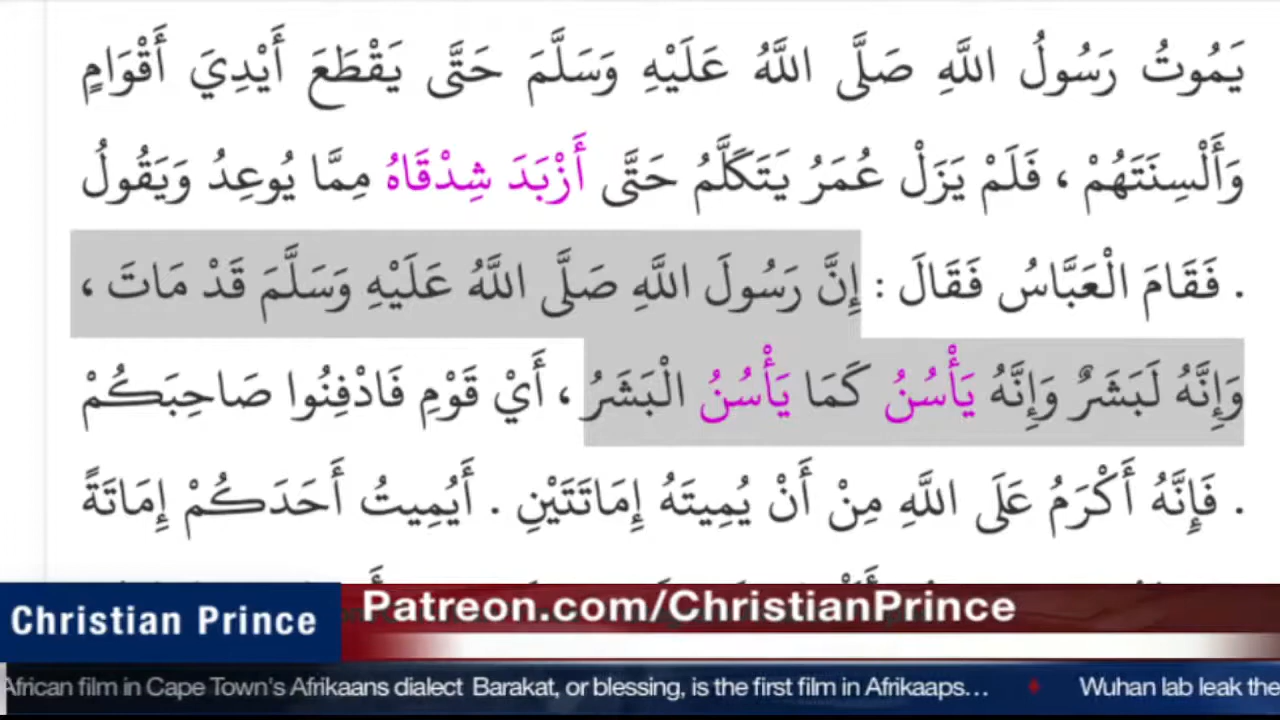 يَمُوتُ رَسُولُ اللَّهِ صَلَّى اللَّهُ عَلَيْهِ وَسَلَّمَ حَتَّى يَقْطَعَ أَيْدِيَ أَقْوَامٍ
وَأَلْسِنَتَهُمْ ، فَلَمْ يَزَلْ عُمَرُ يَتَكَلَّمُ حَتَّى أَزْبَدَ شِدْقَاهُ مِمَّا يُوعِدُ وَيَقُولُ
. فَقَامَ الْعَبَّاسُ فَقَالَ : إِنَّ رَسُولَ اللَّهِ صَلَّى اللَّهُ عَلَيْهِ وَسَلَّمَ قَدْ مَاتَ ،
وَإِنَّهُ لَبَشَرٌ وَإِنَّهُ يَأْسُنُ كَمَا يَأْسُنُ الْبَشَرُ ، أَيْ قَوْمِ فَادْفِنُوا صَاحِبَكُمْ
. فَإِنَّهُ أَكْرَمُ عَلَى اللَّهِ مِنْ أَنْ يُمِيتَهُ إِمَاتَتَيْنِ . أَيُمِيتُ أَحَدَكُمْ إِمَاتَةً
Christian Prince
Patreon.com/ChristianPrince
African film in Cape Town's Afrikaans dialect Barakat, or blessing, is the first film in Afrikaaps... Wuhan lab leak the